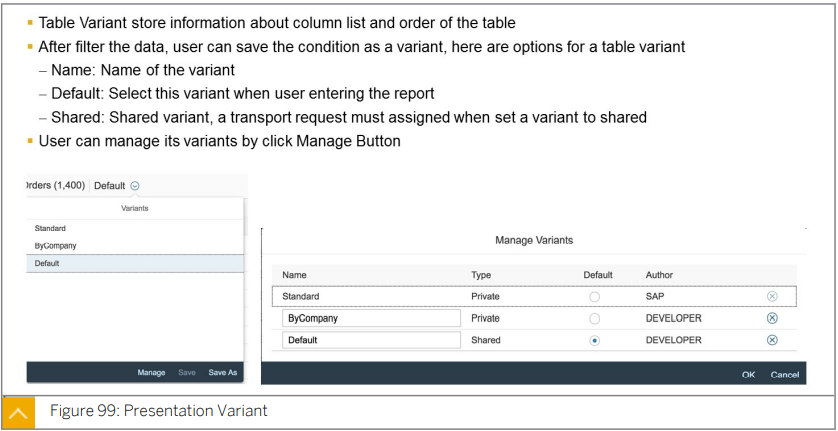 Table Variant store information about column list and order of the table
After filter the data, user can save the condition as a variant, here are options for a table variant
– Name: Name of the variant
– Default: Select this variant when user entering the report
– Shared: Shared variant, a transport request must assigned when set a variant to shared
User can manage its variants by click Manage Button
rders (1,400) Default
Variants
Standard
ByCompany
Default
Manage Save Save As
Manage Variants
Name Type Default Author
Standard Private SAP
ByCompany Private DEVELOPER
Default Shared DEVELOPER
OK Cancel
Figure 99: Presentation Variant